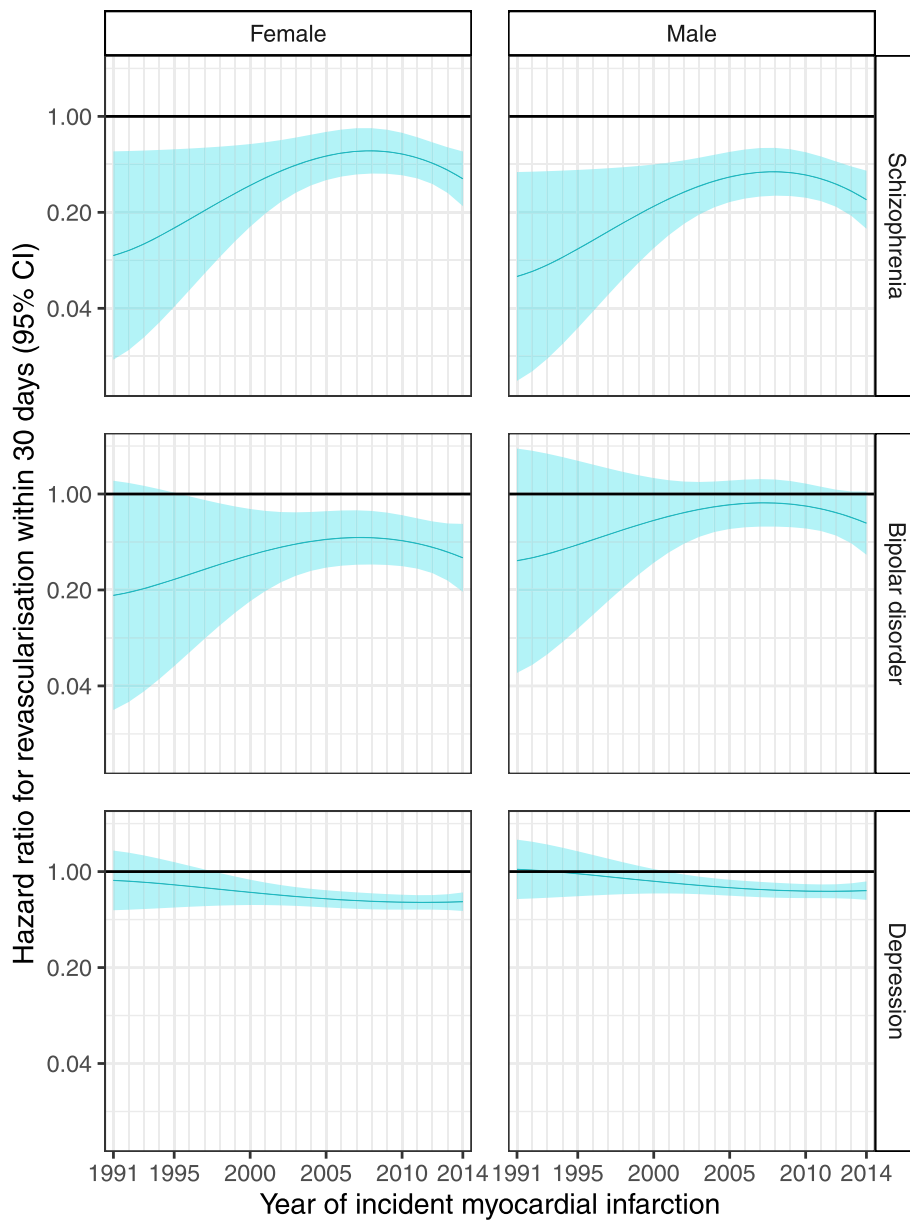 Female Male
Hazard ratio for revascularisation within 30 days (95% CI)
1.00
0.20
0.04
Schizophrenia
1.00
0.20
0.04
Bipolar disorder
1.00
0.20
0.04
Depression
1991 1995 2000 2005 2010 2014 1991 1995 2000 2005 2010 2014
Year of incident myocardial infarction